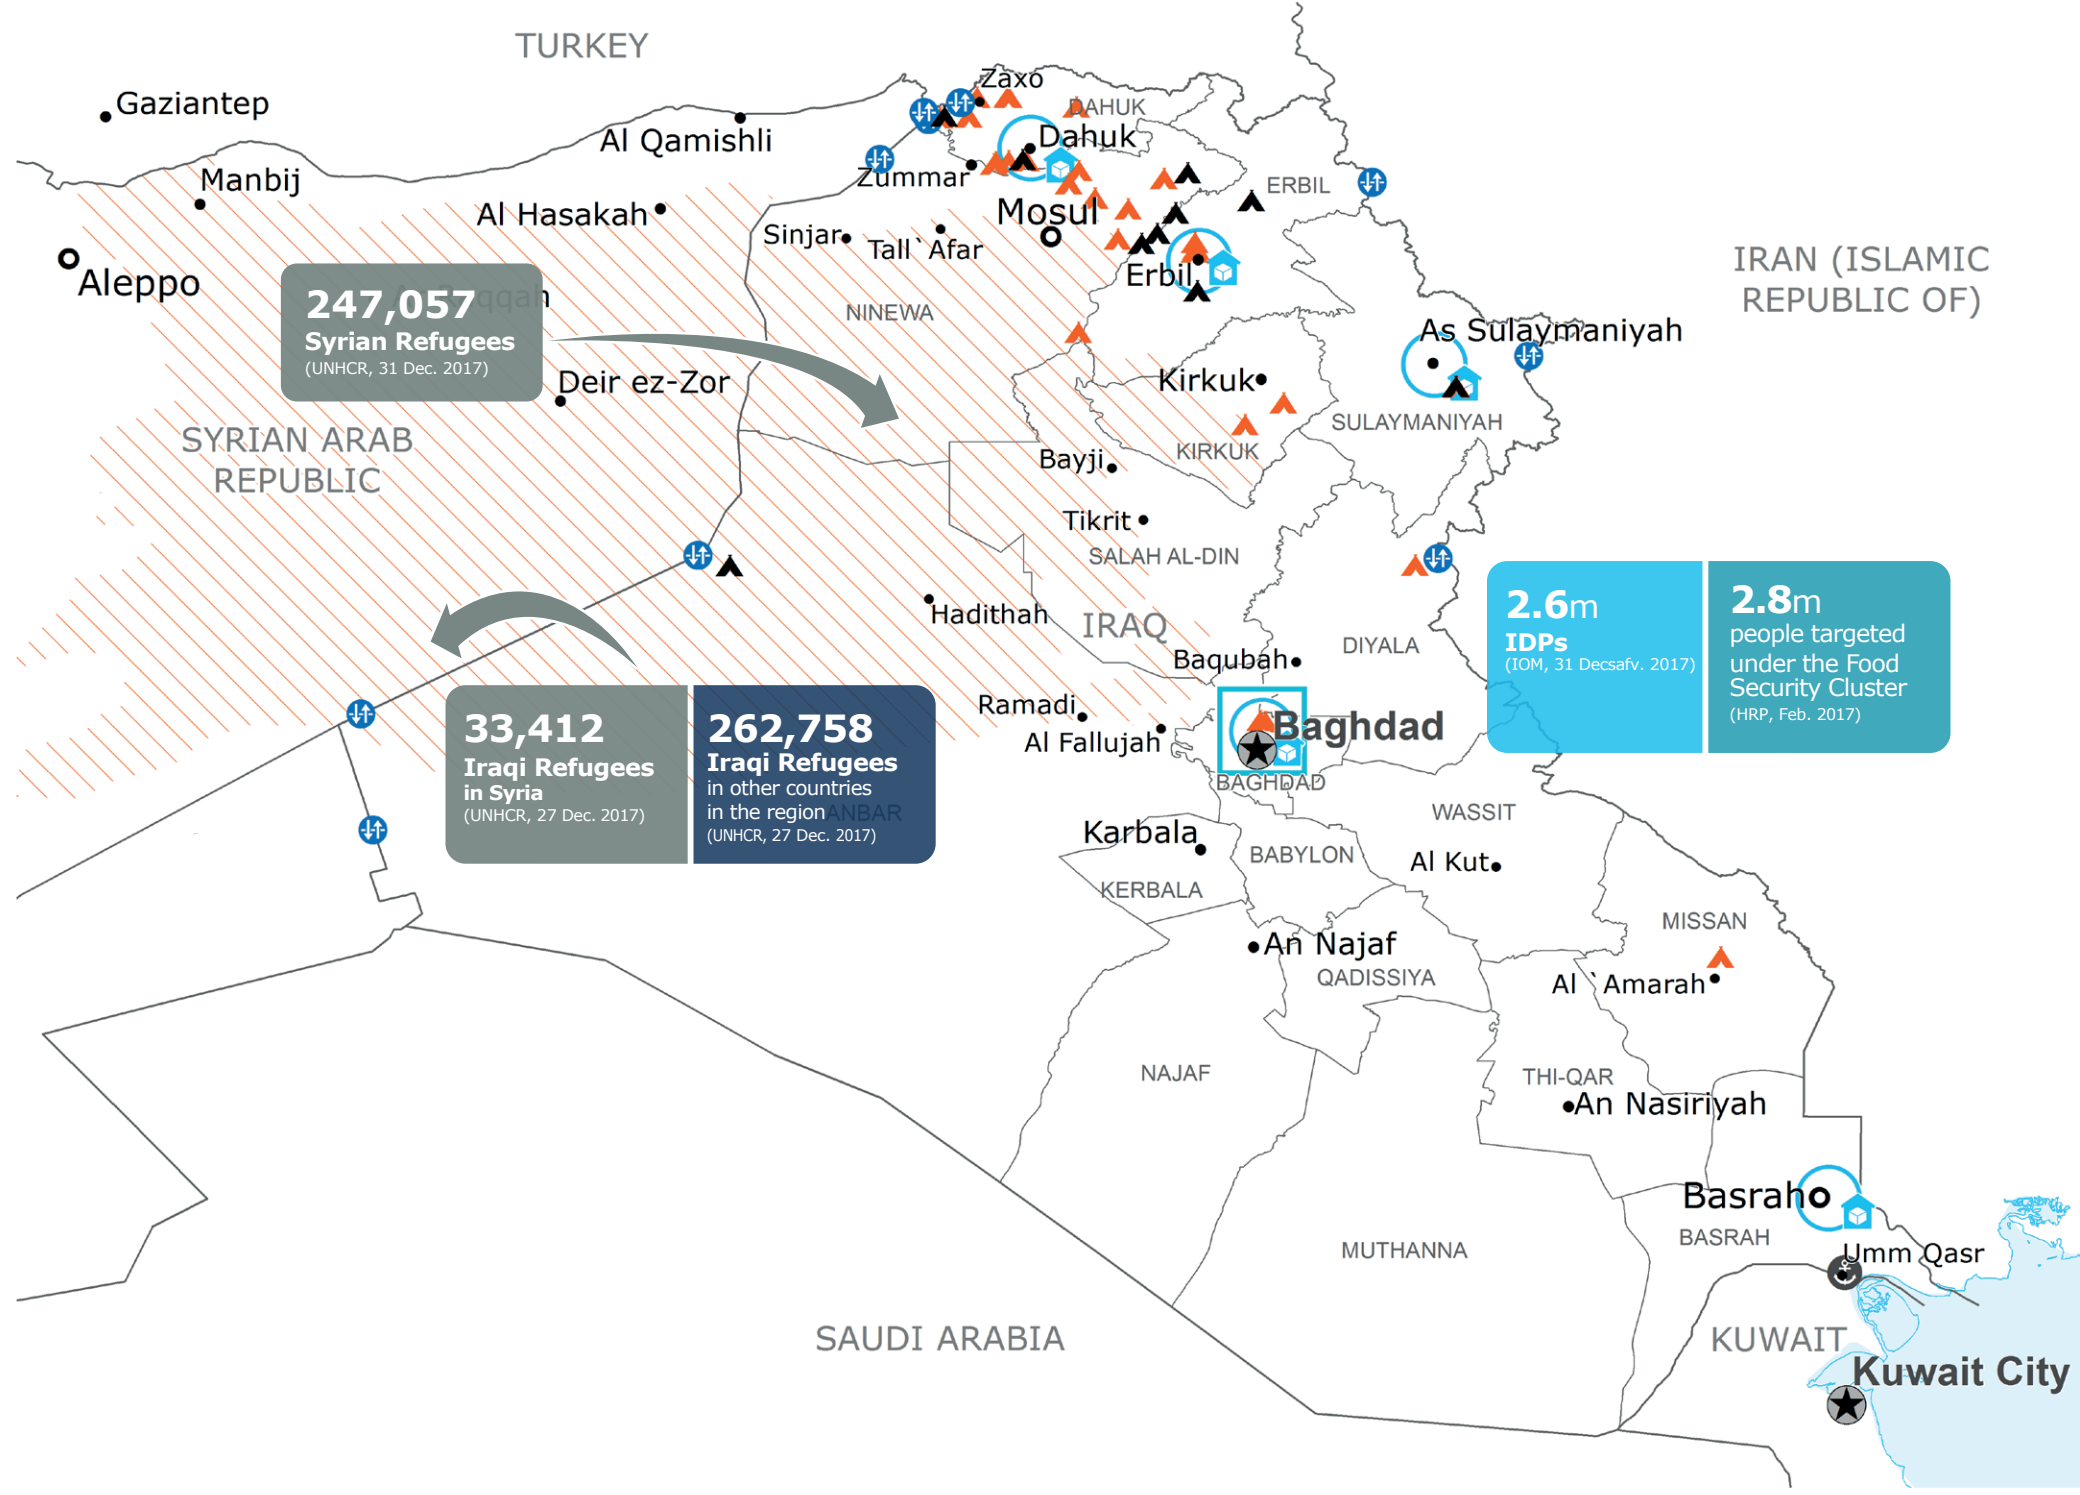 TURKEY
Zaxo
Gaziantep
DAHUK
Al Qamishli
Dahuk
Manbij
Zummar
ERBIL
Al Hasakah
Mosul
Sinjar
Tall`Afar
IRAN (ISLAMIC
REPUBLIC OF)
Aleppo
Erbil
247,057
Syrian Refugees
(UNHCR, 31 Dec. 2017)
NINEWA
As Sulaymaniyah
Deir ez-Zor
Kirkuk
SULAYMANIYAH
SYRIAN ARAB
REPUBLIC
KIRKUK
Bayji
Tikrit
SALAH AL-DIN
Hadithah
IRAQ
DIYALA
Baqubah
2.6m
IDPs
(IOM, 31 Decsafv. 2017)
2.8m
people targeted
under the Food
Security Cluster
(HRP, Feb. 2017)
Ramadi
Al Fallujah
Baghdad
BAGHDAD
33,412
Iraqi Refugees
in Syria
(UNHCR, 27 Dec. 2017)
262,758
Iraqi Refugees
in other countries
in the region
(UNHCR, 27 Dec. 2017)
ANBAR
WASSIT
Karbala
BABYLON
Al Kut
KERBALA
MISSAN
An Najaf
QADISSIYA
Al `Amarah
NAJAF
THI-QAR
An Nasiriyah
Basrah
BASRAH
MUTHANNA
Umm Qasr
SAUDI ARABIA
KUWAIT
Kuwait City